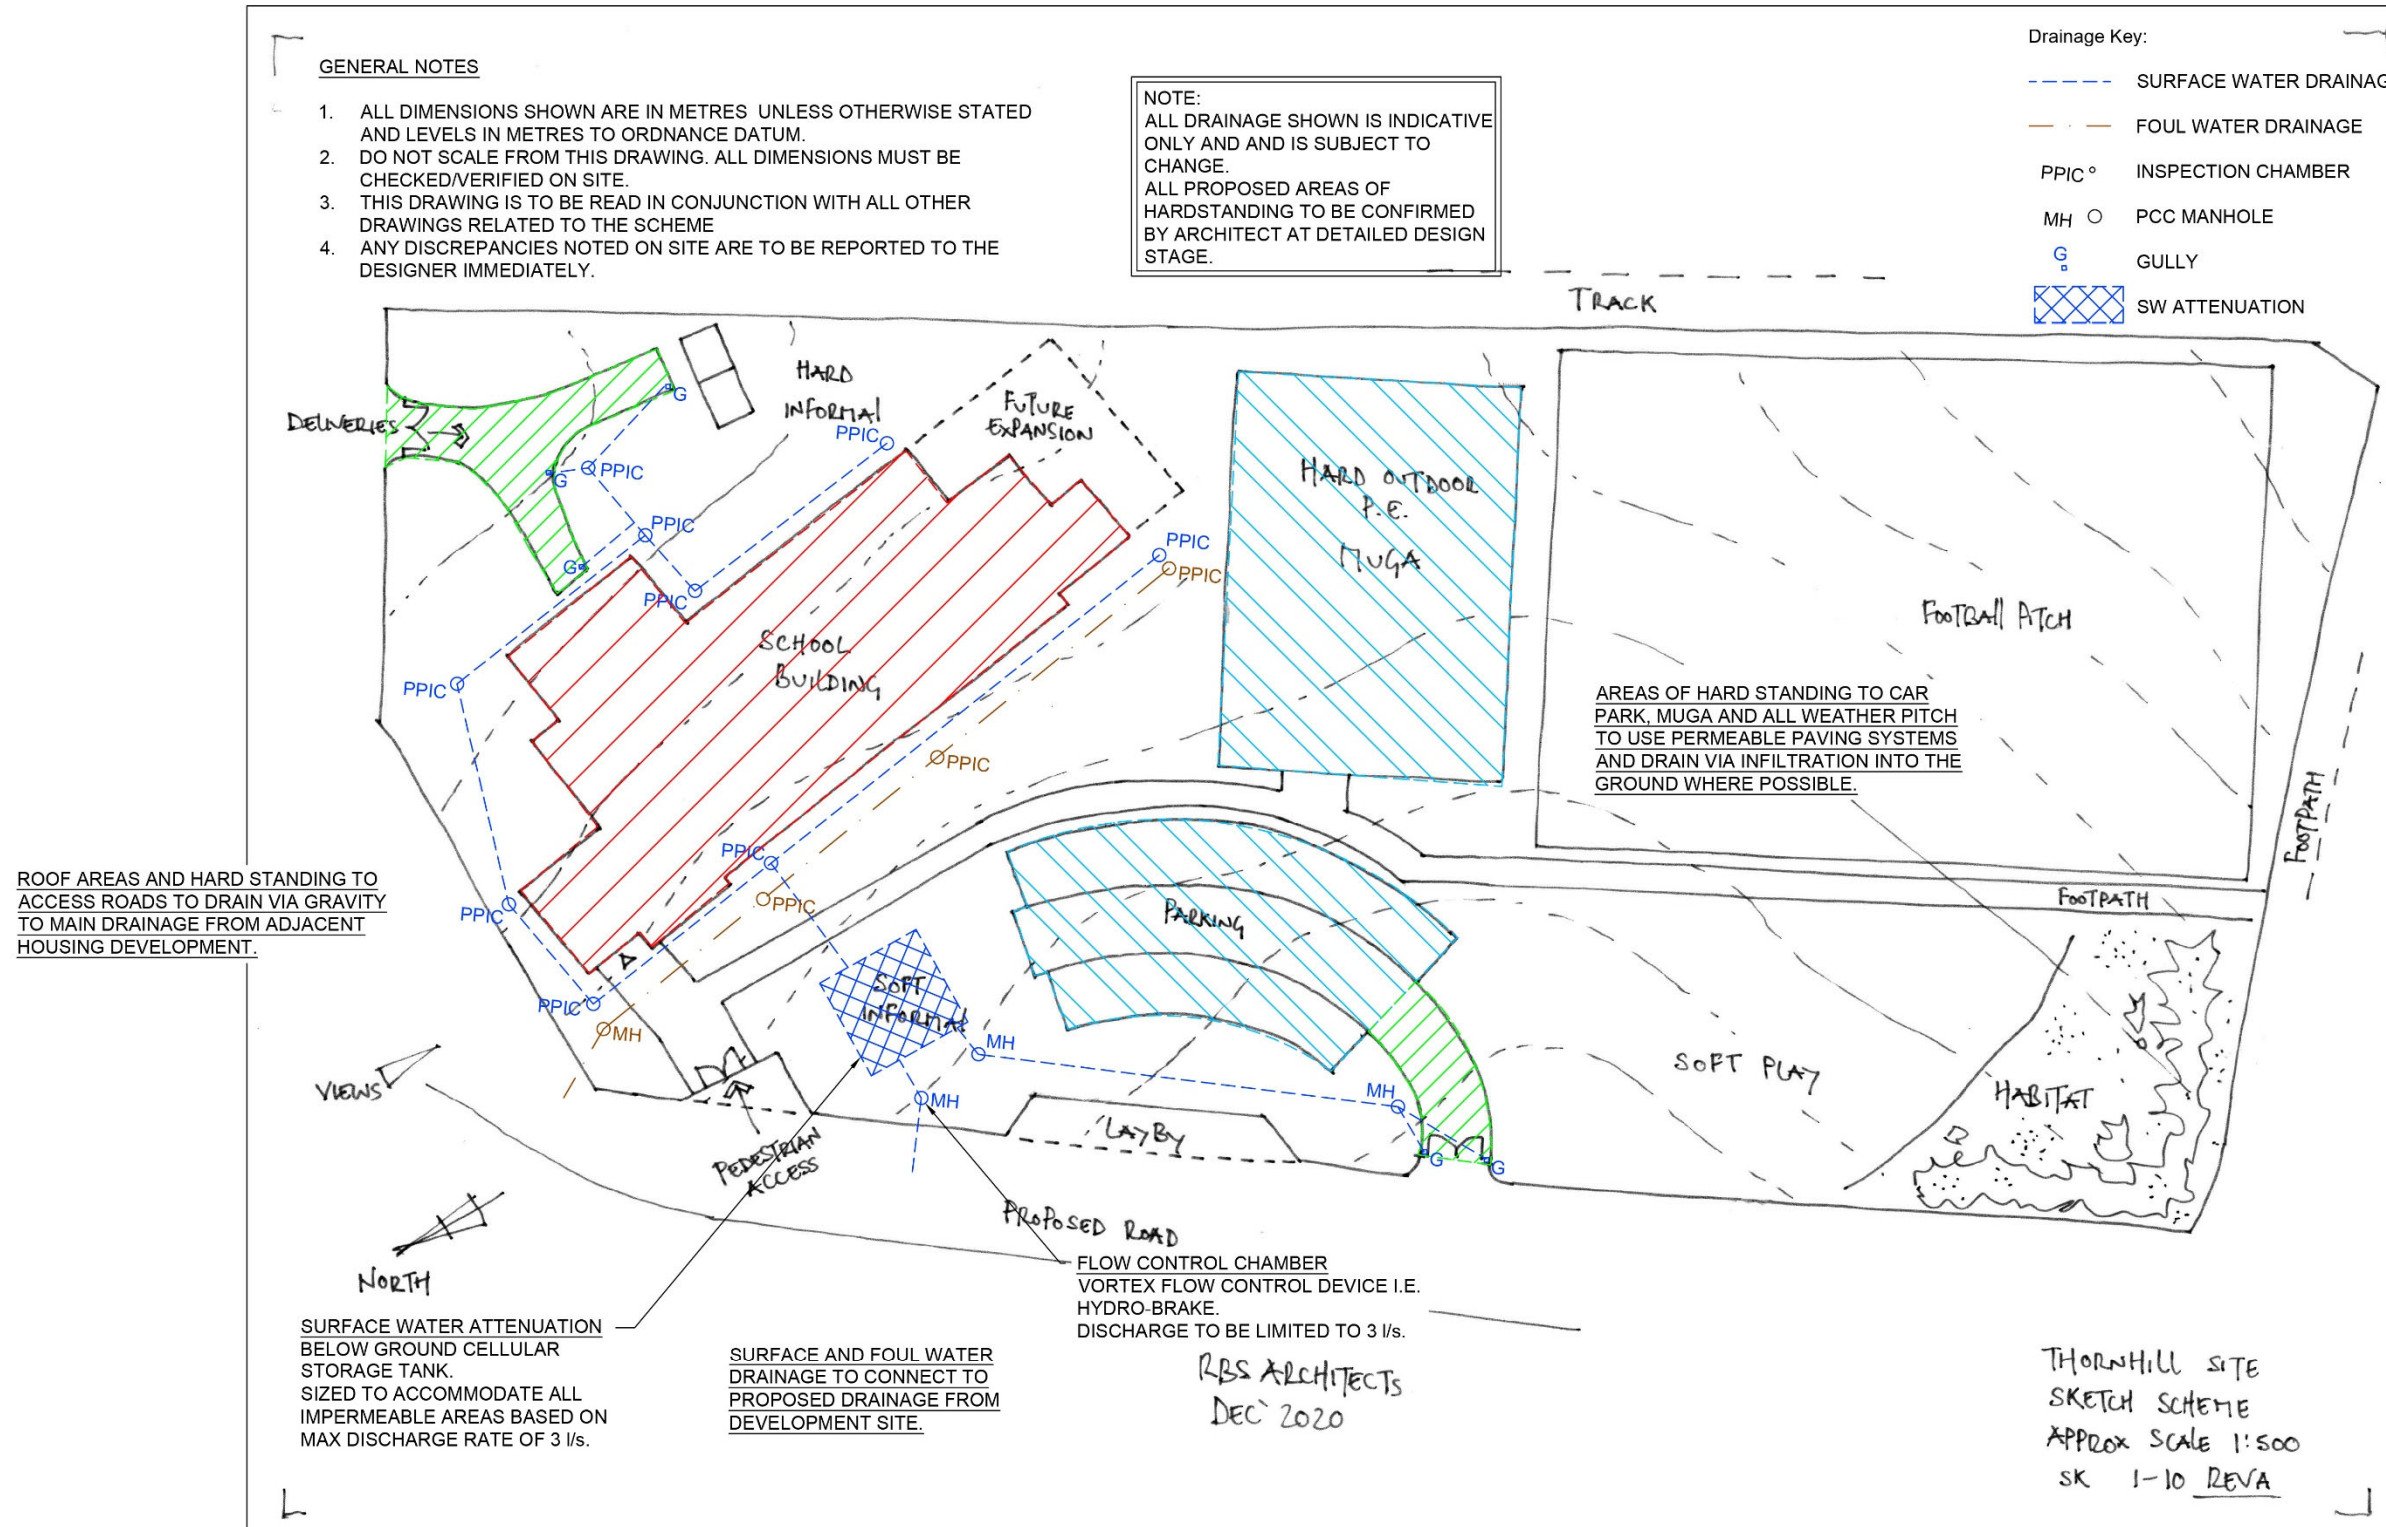 GENERAL NOTES
1. ALL DIMENSIONS SHOWN ARE IN METRES UNLESS OTHERWISE STATED
AND LEVELS IN METRES TO ORDNANCE DATUM.
2. DO NOT SCALE FROM THIS DRAWING. ALL DIMENSIONS MUST BE
CHECKED/VERIFIED ON SITE.
3. THIS DRAWING IS TO BE READ IN CONJUNCTION WITH ALL OTHER
DRAWINGS RELATED TO THE SCHEME
4. ANY DISCREPANCIES NOTED ON SITE ARE TO BE REPORTED TO THE
DESIGNER IMMEDIATELY.
NOTE:
ALL DRAINAGE SHOWN IS INDICATIVE
ONLY AND AND IS SUBJECT TO
CHANGE.
ALL PROPOSED AREAS OF
HARDSTANDING TO BE CONFIRMED
BY ARCHITECT AT DETAILED DESIGN
STAGE.
Drainage Key:
SURFACE WATER DRAINAG
FOUL WATER DRAINAGE
PPIC INSPECTION CHAMBER
MH PCC MANHOLE
G GULLY
SW ATTENUATION
TRACK
DELIVERIES
G
HARD
INFORMAL
PPIC
FUTURE
EXPANSION
PPIC
G
PPIC
G
PPIC
PPIC
PPIC
HARD OUTDOOR
P.E.
MUGA
FOOTBALL PITCH
SCHOOL
BUILDING
PPIC
PPIC
AREAS OF HARD STANDING TO CAR
PARK, MUGA AND ALL WEATHER PITCH
TO USE PERMEABLE PAVING SYSTEMS
AND DRAIN VIA INFILTRATION INTO THE
GROUND WHERE POSSIBLE.
FOOTPATH
PPIC
PPIC
ROOF AREAS AND HARD STANDING TO
ACCESS ROADS TO DRAIN VIA GRAVITY
TO MAIN DRAINAGE FROM ADJACENT
HOUSING DEVELOPMENT.
PPIC
PARKING
FOOTPATH
SOFT
INFORMAL
PPIC
MH
MH
MH
MH
VIEWS
SOFT PLAY
HABITAT
PEDESTRIAN
ACCESS
LAYBY
G
G
PROPOSED ROAD
NORTH
FLOW CONTROL CHAMBER
VORTEX FLOW CONTROL DEVICE I.E.
HYDRO-BRAKE.
DISCHARGE TO BE LIMITED TO 3 l/s.
SURFACE WATER ATTENUATION
BELOW GROUND CELLULAR
STORAGE TANK.
SIZED TO ACCOMMODATE ALL
IMPERMEABLE AREAS BASED ON
MAX DISCHARGE RATE OF 3 l/s.
SURFACE AND FOUL WATER
DRAINAGE TO CONNECT TO
PROPOSED DRAINAGE FROM
DEVELOPMENT SITE.
RBS ARCHITECTS
DEC` 2020
THORNHILL SITE
SKETCH SCHEME
APPROX SCALE 1:500
SK 1-10 REVA